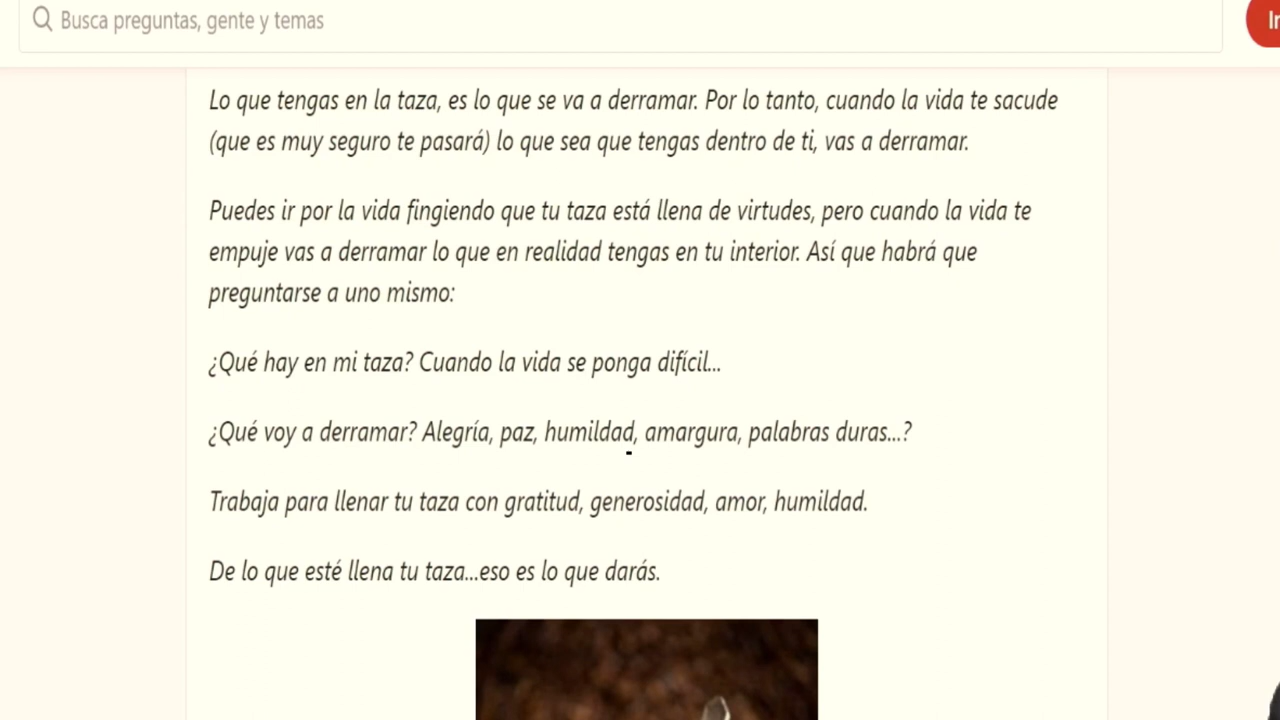 Busca preguntas, gente y temas
Lo que tengas en la taza, es lo que se va a derramar. Por lo tanto, cuando la vida te sacude
(que es muy seguro te pasará) lo que sea que tengas dentro de ti, vas a derramar.
Puedes ir por la vida fingiendo que tu taza está llena de virtudes, pero cuando la vida te
empuje vas a derramar lo que en realidad tengas en tu interior. Así que habrá que
preguntarse a uno mismo:
¿Qué hay en mi taza? Cuando la vida se ponga difícil...
¿Qué voy a derramar? Alegría, paz, humildad, amargura, palabras duras...?
Trabaja para llenar tu taza con gratitud, generosidad, amor, humildad.
De lo que esté llena tu taza...eso es lo que darás.